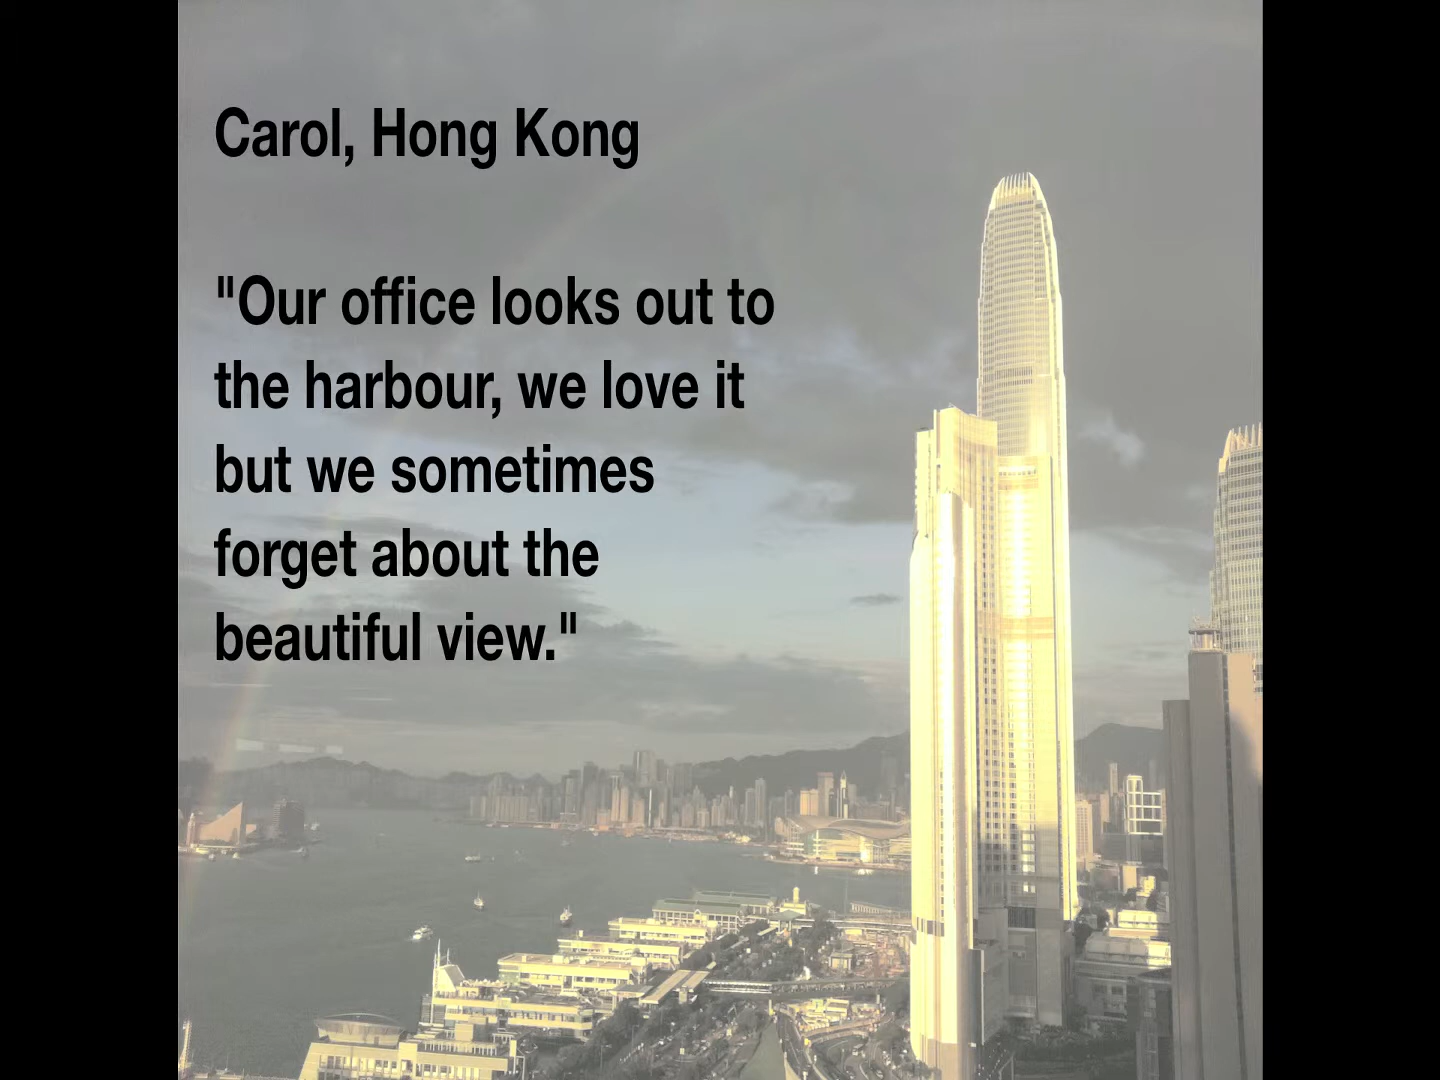 Carol, Hong Kong
"Our office looks out to
the harbour, we love it
but we sometimes
forget about the
beautiful view."